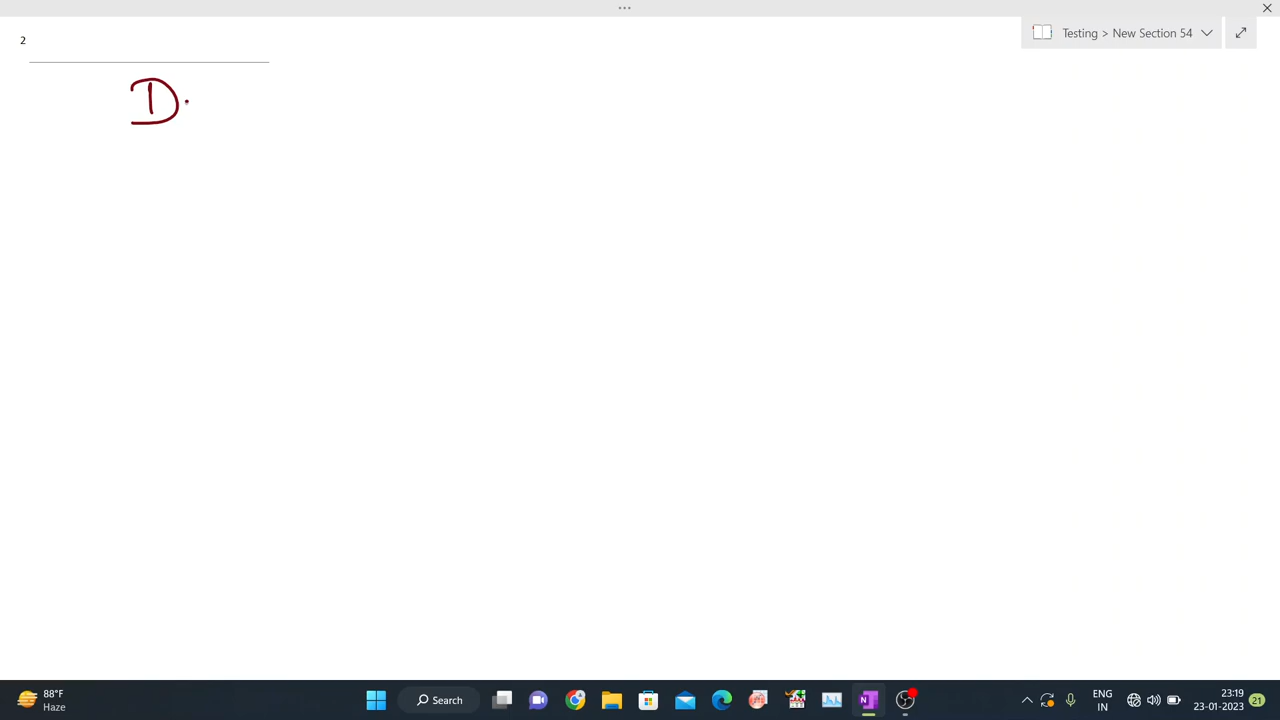 2
Testing > New Section 54
D.
88°F
Haze
Search
ENG
IN
23:19
23-01-2023
21